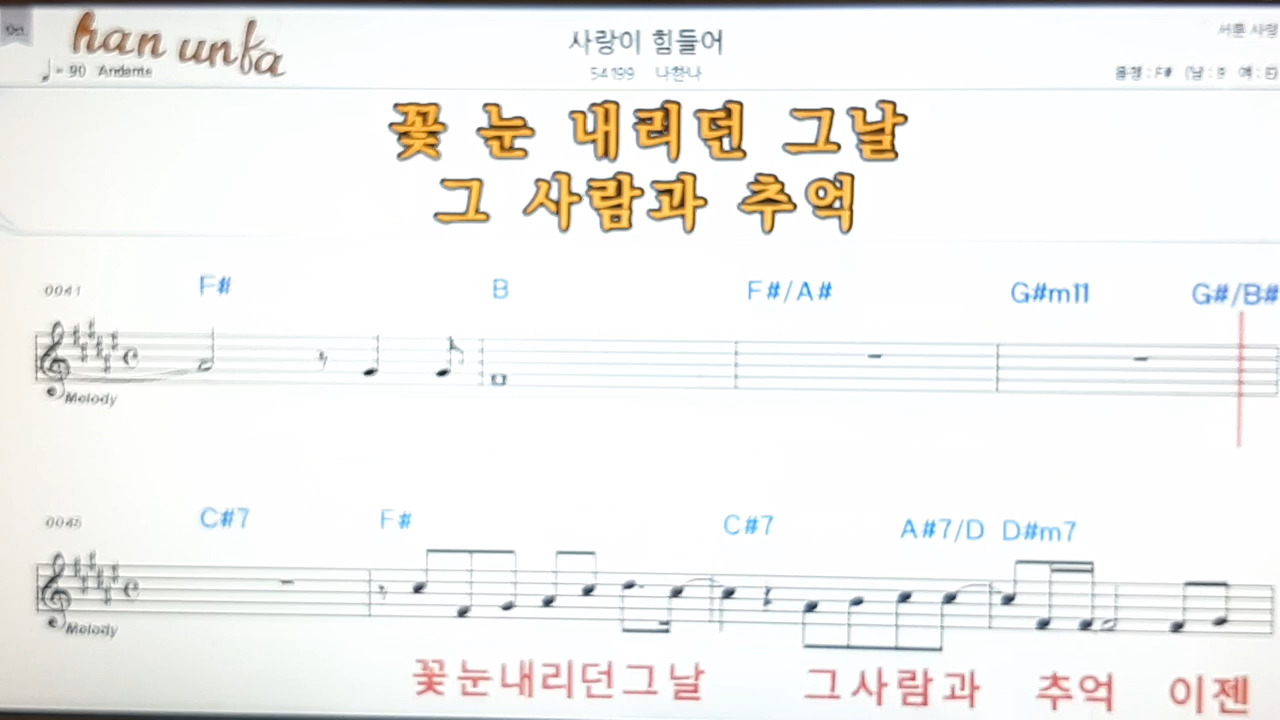 han unfa
사랑이 힘들어
♩= 90 Andante
54199 나한나
꽃 눈 내리던 그날
그 사람과 추억
0041 F# B F#/A# G#m11 G#/B#
Melody
0045 C#7 F# C#7 A#7/D D#m7
Melody
꽃눈내리던그날 그사람과 추억 이젠